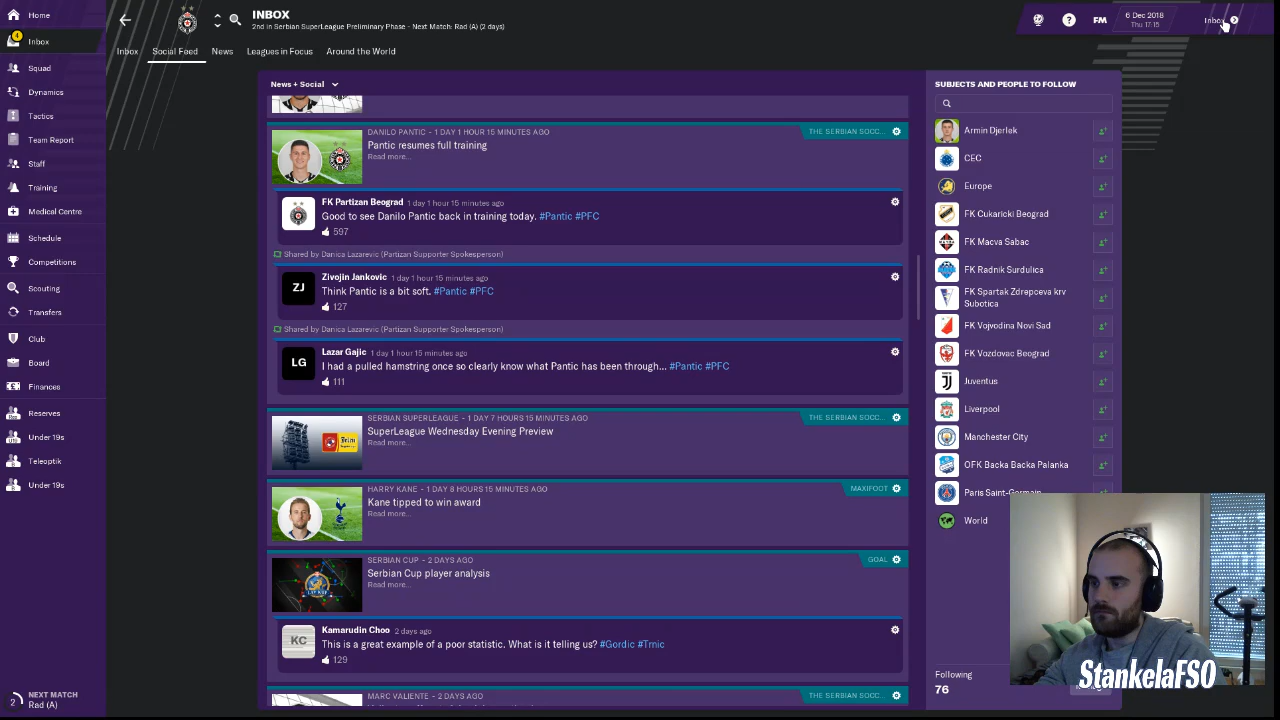 INBOX
2nd in Serbian SuperLeague Preliminary Phase - Next Match: Rad (A) (2 days)
FM
6 Dec 2018
Thu 17:15
Inbox
Inbox
Social Feed
News
Leagues in Focus
Around the World
Home
4
Inbox
Squad
Dynamics
Tactics
Team Report
Staff
Training
Medical Centre
Schedule
Competitions
Scouting
Transfers
Club
Board
Finances
Reserves
Under 19s
Teleoptik
Under 19s
2
NEXT MATCH
Rad (A)
News + Social
DANILO PANTIC - 1 DAY 1 HOUR 15 MINUTES AGO
THE SERBIAN SOCC...
Pantic resumes full training
Read more...
FK Partizan Beograd 1 day 1 hour 15 minutes ago
Good to see Danilo Pantic back in training today. #Pantic #PFC
597
Shared by Danica Lazarevic (Partizan Supporter Spokesperson)
ZJ
Zivojin Jankovic 1 day 1 hour 15 minutes ago
Think Pantic is a bit soft. #Pantic #PFC
127
Shared by Danica Lazarevic (Partizan Supporter Spokesperson)
LG
Lazar Gajic 1 day 1 hour 15 minutes ago
I had a pulled hamstring once so clearly know what Pantic has been through... #Pantic #PFC
111
SERBIAN SUPERLEAGUE - 1 DAY 7 HOURS 15 MINUTES AGO
THE SERBIAN SOCC...
SuperLeague Wednesday Evening Preview
Read more...
HARRY KANE - 1 DAY 8 HOURS 15 MINUTES AGO
MAXIFOOT
Kane tipped to win award
Read more...
SERBIAN CUP - 2 DAYS AGO
GOAL
Serbian Cup player analysis
Read more...
KC
Kamarudin Choo 2 days ago
This is a great example of a poor statistic. What is it telling us? #Gordic #Trnic
129
MARC VALIENTE - 2 DAYS AGO
THE SERBIAN SOCC...
SUBJECTS AND PEOPLE TO FOLLOW
Armin Djerlek
CEC
Europe
FK Cukaricki Beograd
FK Macva Sabac
FK Radnik Surdulica
FK Spartak Zdrepceva krv
Subotica
FK Vojvodina Novi Sad
FK Vozdovac Beograd
Juventus
Liverpool
Manchester City
OFK Backa Backa Palanka
Paris Saint-Germain
World
Following
76
StankelaFSO